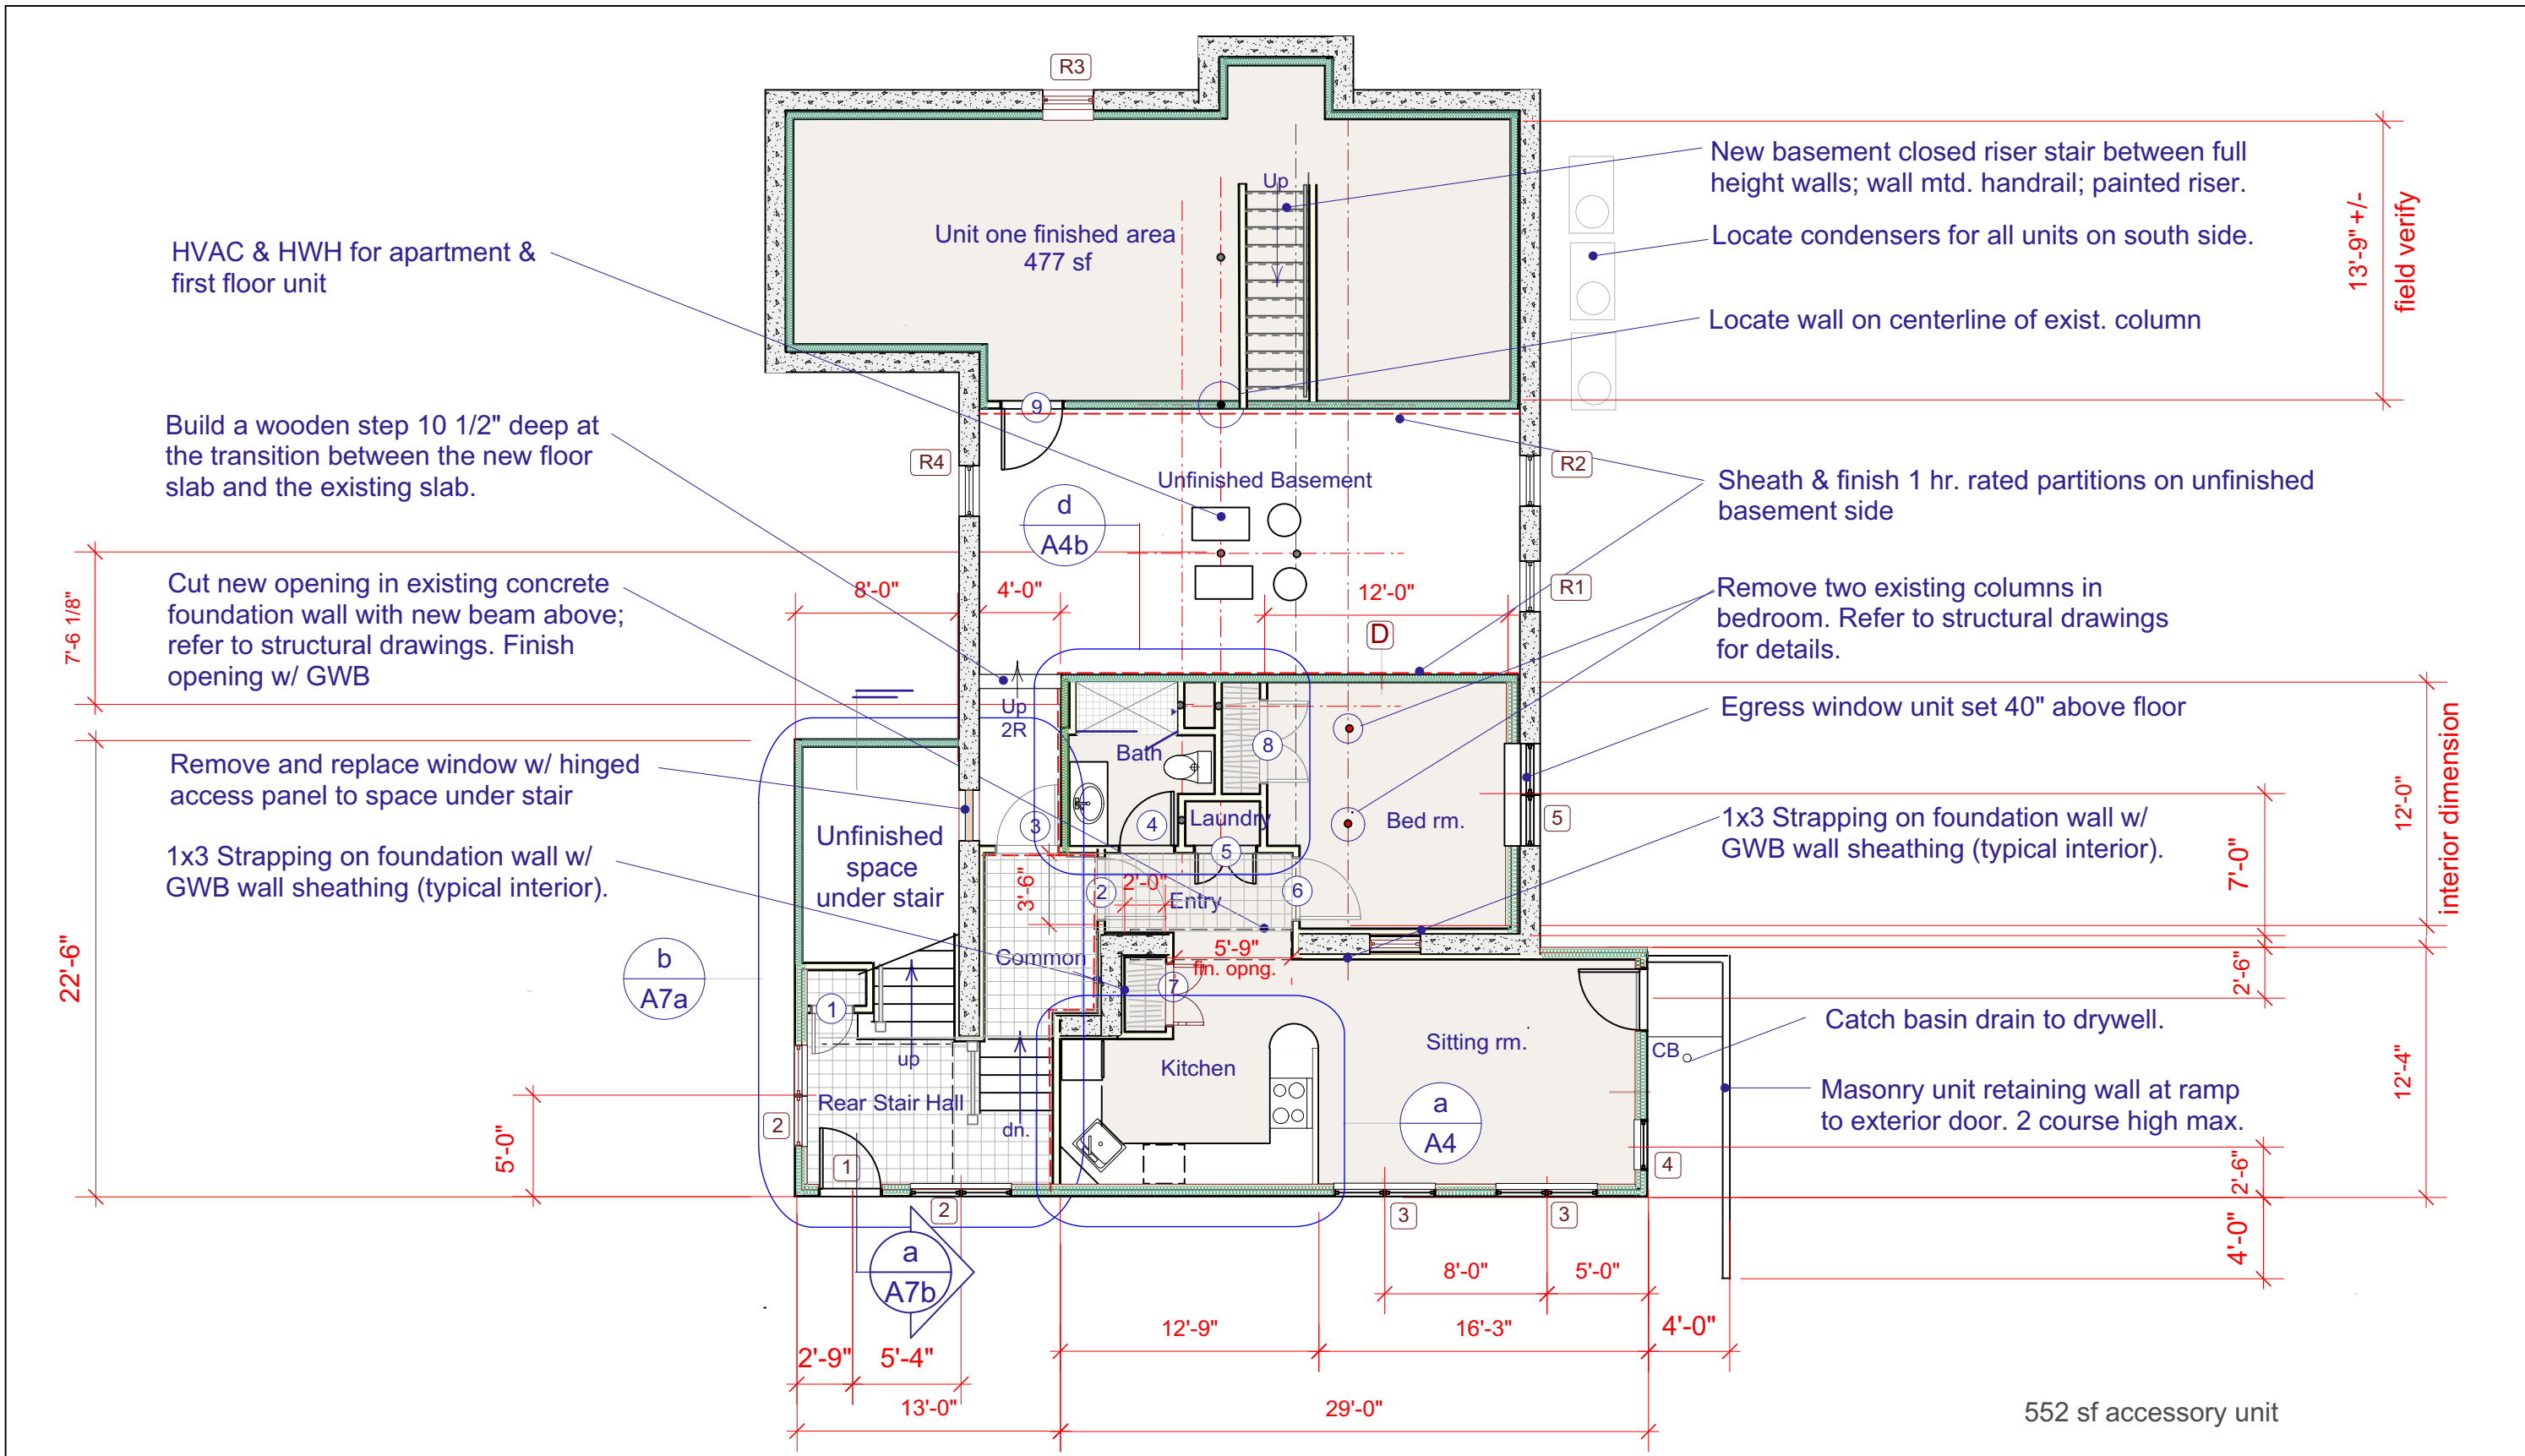 R3
New basement closed riser stair between full
height walls; wall mtd. handrail; painted riser.
Up
13'-9" +/-
field verify
HVAC & HWH for apartment &
first floor unit
Unit one finished area
477 sf
Locate condensers for all units on south side.
Locate wall on centerline of exist. column
9
Build a wooden step 10 1/2" deep at
the transition between the new floor
slab and the existing slab.
R4
R2
Unfinished Basement
Sheath & finish 1 hr. rated partitions on unfinished
basement side
d
A4b
7'-6 1/8"
Cut new opening in existing concrete
foundation wall with new beam above;
refer to structural drawings. Finish
opening w/ GWB
8'-0"
4'-0"
12'-0"
R1
D
Remove two existing columns in
bedroom. Refer to structural drawings
for details.
Up
2R
Egress window unit set 40" above floor
Remove and replace window w/ hinged
access panel to space under stair
Bath
8
12'-0"
interior dimension
Unfinished
space
under stair
3
4
Laundry
5
Bed rm.
5
1x3 Strapping on foundation wall w/
GWB wall sheathing (typical interior).
1x3 Strapping on foundation wall w/
GWB wall sheathing (typical interior).
7'-0"
3'-6"
2
2'-0"
Entry
6
22'-6"
b
A7a
Common
5'-9"
fin. opng.
7
2'-6"
1
up
Kitchen
Sitting rm.
Catch basin drain to drywell.
CB
12'-4"
Rear Stair Hall
dn.
a
A4
Masonry unit retaining wall at ramp
to exterior door. 2 course high max.
5'-0"
2
1
4
2'-6"
2
3
3
4'-0"
a
A7b
8'-0"
5'-0"
12'-9"
16'-3"
4'-0"
2'-9"
5'-4"
13'-0"
29'-0"
552 sf accessory unit